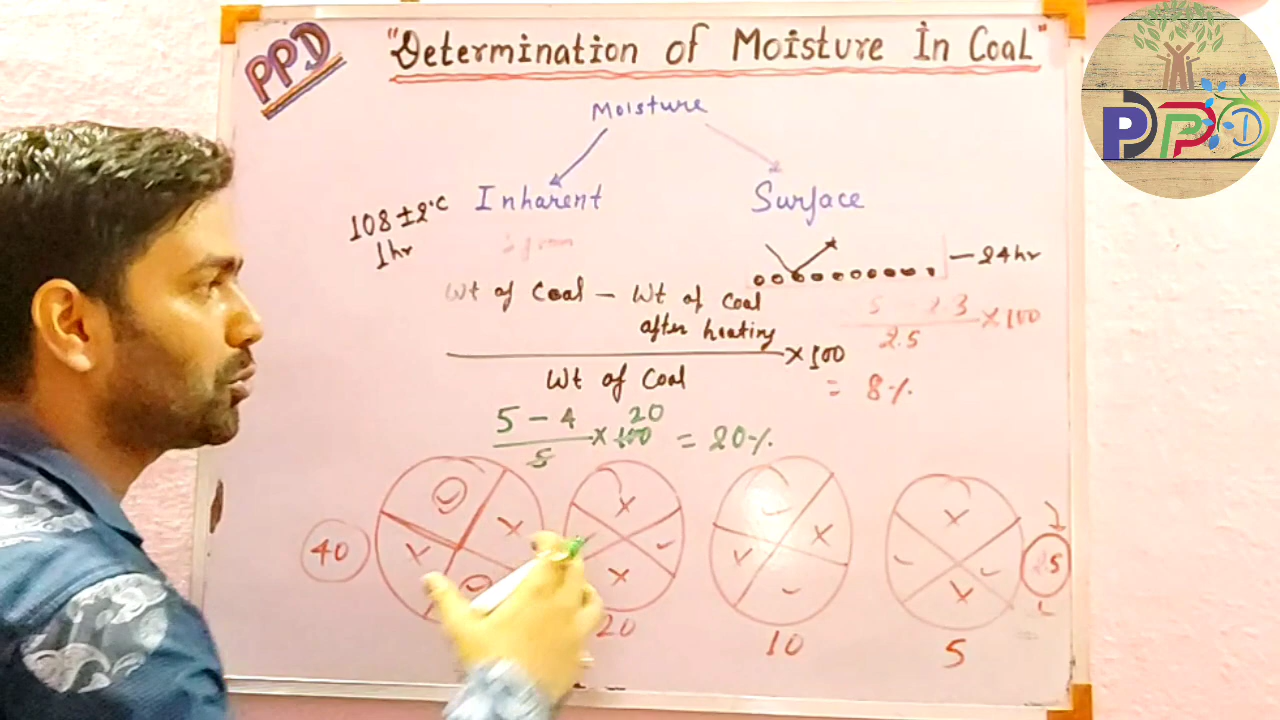 PPD
"Determination of Moisture In Coal"
PPD
Moisture
Inharent
Surface
108 ± 2°C
1hr
- 24hr
Wt of Coal - Wt of Coal
after heating
Wt of Coal
× 100
2.5
× 100
= 8%
5 - 4
5
× 100
20
= 20%
40
20
10
5